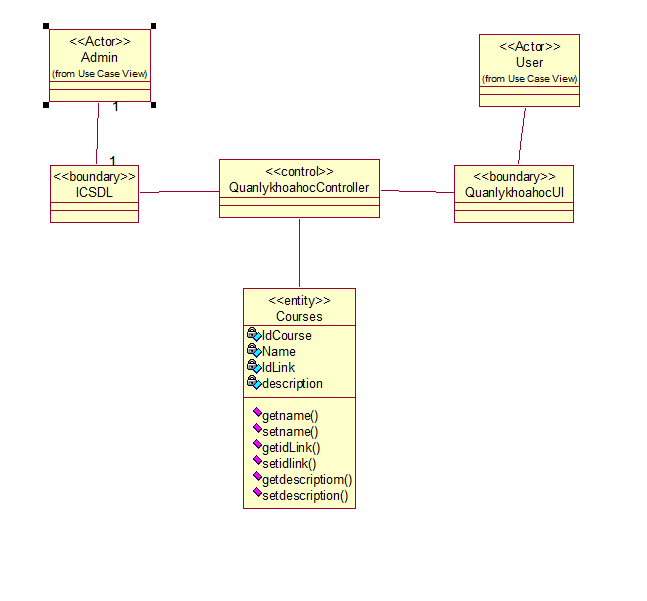 <<Actor>>
Admin
(from Use Case View)
1
1
<<Actor>>
User
(from Use Case View)
<<boundary>>
ICSDL
<<control>>
QuanlykhoahocController
<<boundary>>
QuanlykhoahocUI
<<entity>>
Courses
IdCourse
Name
IdLink
description
getname()
setname()
getidLink()
setidlink()
getdescriptiom()
setdescription()